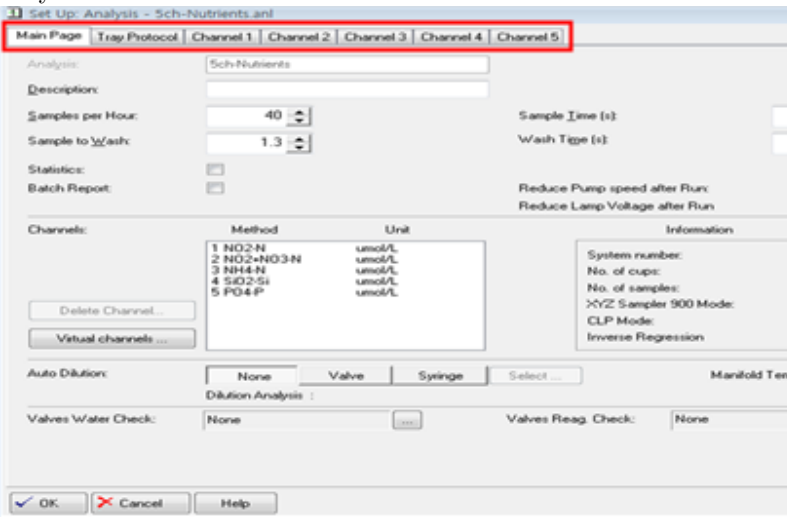 Set Up: Analysis - 5ch-Nutrients.anl
Main Page Tray Protocol Channel 1 Channel 2 Channel 3 Channel 4 Channel 5
Analysis: 5ch-Nutrients
Description:
Samples per Hour: 40 Sample Time (s):
Sample to Wash: 1.3 Wash Time (s):
Statistics:
Batch Report: Reduce Pump speed after Run:
Reduce Lamp Voltage after Run
Channels: Method Unit Information
1 NO2-N umol/L
2 NO2+NO3-N umol/L
3 NH4-N umol/L
4 SiO2-Si umol/L
5 PO4-P umol/L
System number:
No. of cups:
No. of samples:
XYZ Sampler 900 Mode:
CLP Mode:
Inverse Regression
Delete Channel...
Virtual channels ...
Auto Dilution: None Valve Syringe Select ... Manifold Tem
Dilution Analysis :
Valves Water Check: None ... Valves Reag. Check: None
OK Cancel Help